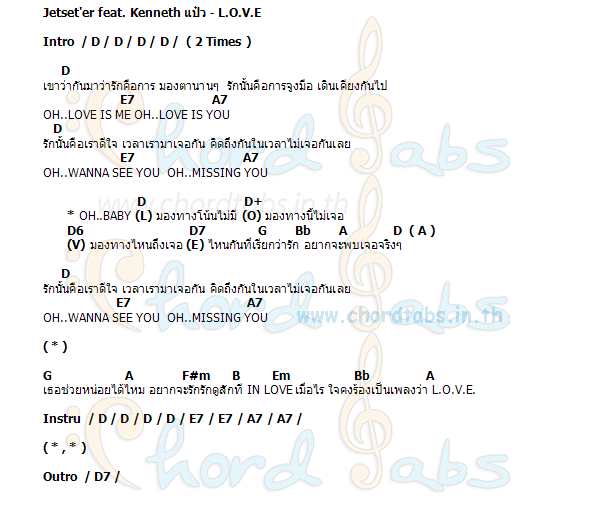 Jetset'er feat. Kenneth แป๋ว - L.O.V.E
Intro / D / D / D / D / ( 2 Times )
D
เขาว่ากันมาว่ารักคือการ มองตานานๆ รักนั้นคือการจูงมือ เดินเคียงกันไป
E7 A7
OH..LOVE IS ME OH..LOVE IS YOU
D
รักนั้นคือเราดีใจ เวลาเรามาเจอกัน คิดถึงกันในเวลาไม่เจอกันเลย
E7 A7
OH..WANNA SEE YOU OH..MISSING YOU
www.chordtabs.in.th
D D+
* OH..BABY (L) มองทางโน้นไม่มี (O) มองทางนี้ไม่เจอ
D6 D7 G Bb A D ( A )
(V) มองทางไหนถึงเจอ (E) ไหนกันที่เรียกว่ารัก อยากจะพบเจอจริงๆ
D
รักนั้นคือเราดีใจ เวลาเรามาเจอกัน คิดถึงกันในเวลาไม่เจอกันเลย
E7 A7
OH..WANNA SEE YOU OH..MISSING YOU
www.chordtabs.in.th
( * )
G A F#m B Em Bb A
เธอช่วยหน่อยได้ไหม อยากจะรักรักดูสักที IN LOVE เมื่อไร ใจคงร้องเป็นเพลงว่า L.O.V.E.
Instru / D / D / D / D / E7 / E7 / A7 / A7 /
( * , * )
Outro / D7 /
Chord Tabs
Chord Tabs